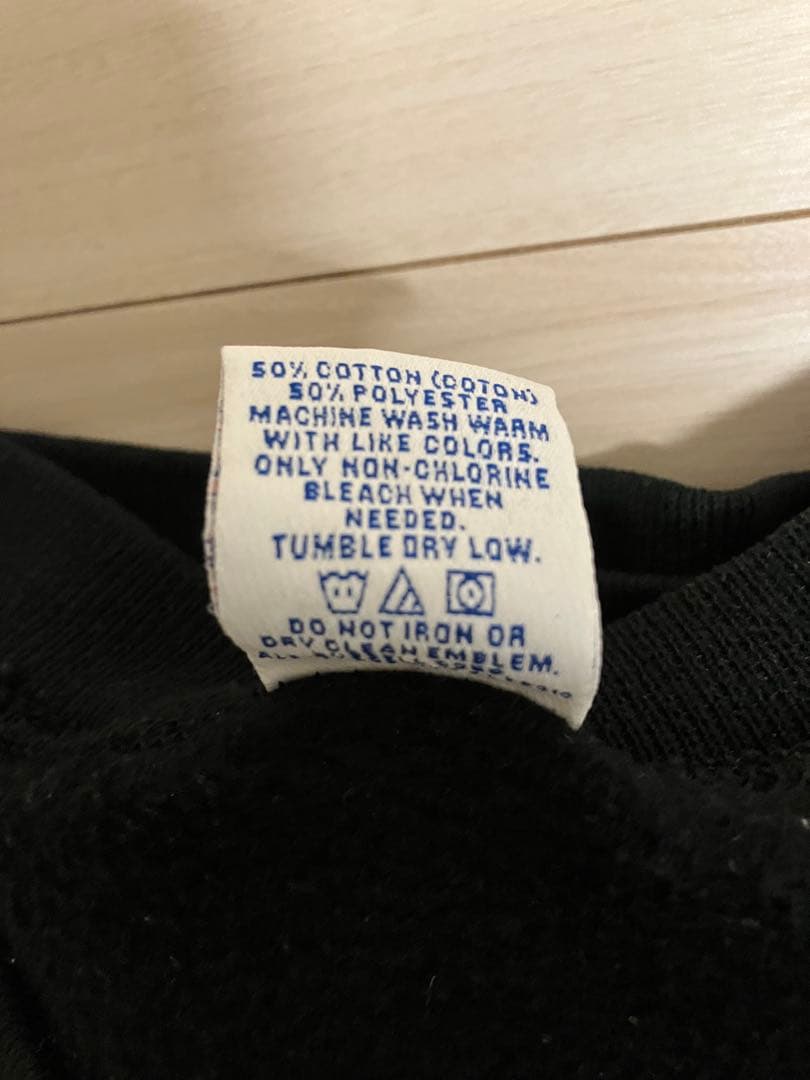 50% COTTON (COTON)
50% POLYESTER
MACHINE WASH WARM
WITH LIKE COLORS.
ONLY NON-CHLORINE
BLEACH WHEN
NEEDED.
TUMBLE DRY LOW.
DO NOT IRON OR
DRY CLEAN EMBLEM.